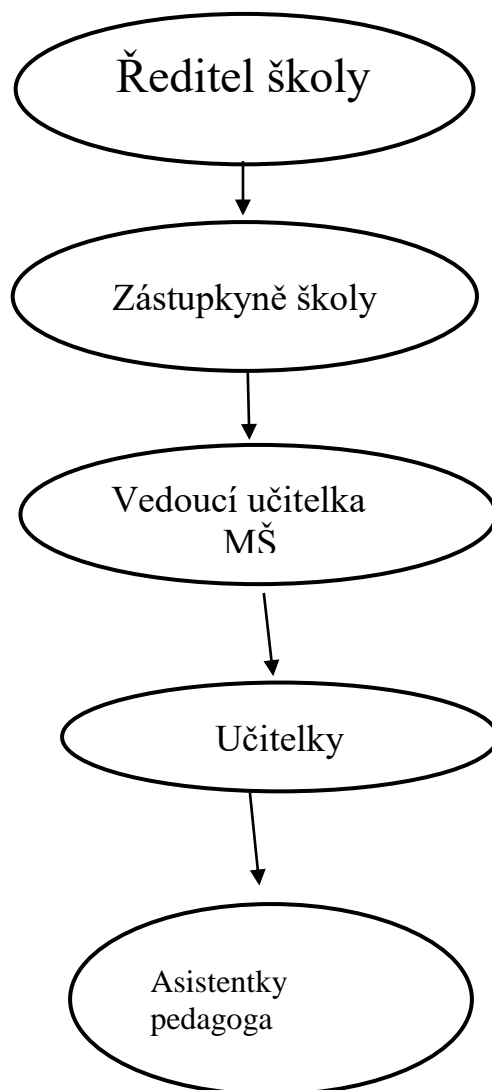 Ředitel školy
Zástupkyně školy
Vedoucí učitelka
MŠ
Učitelky
Asistentky
pedagoga